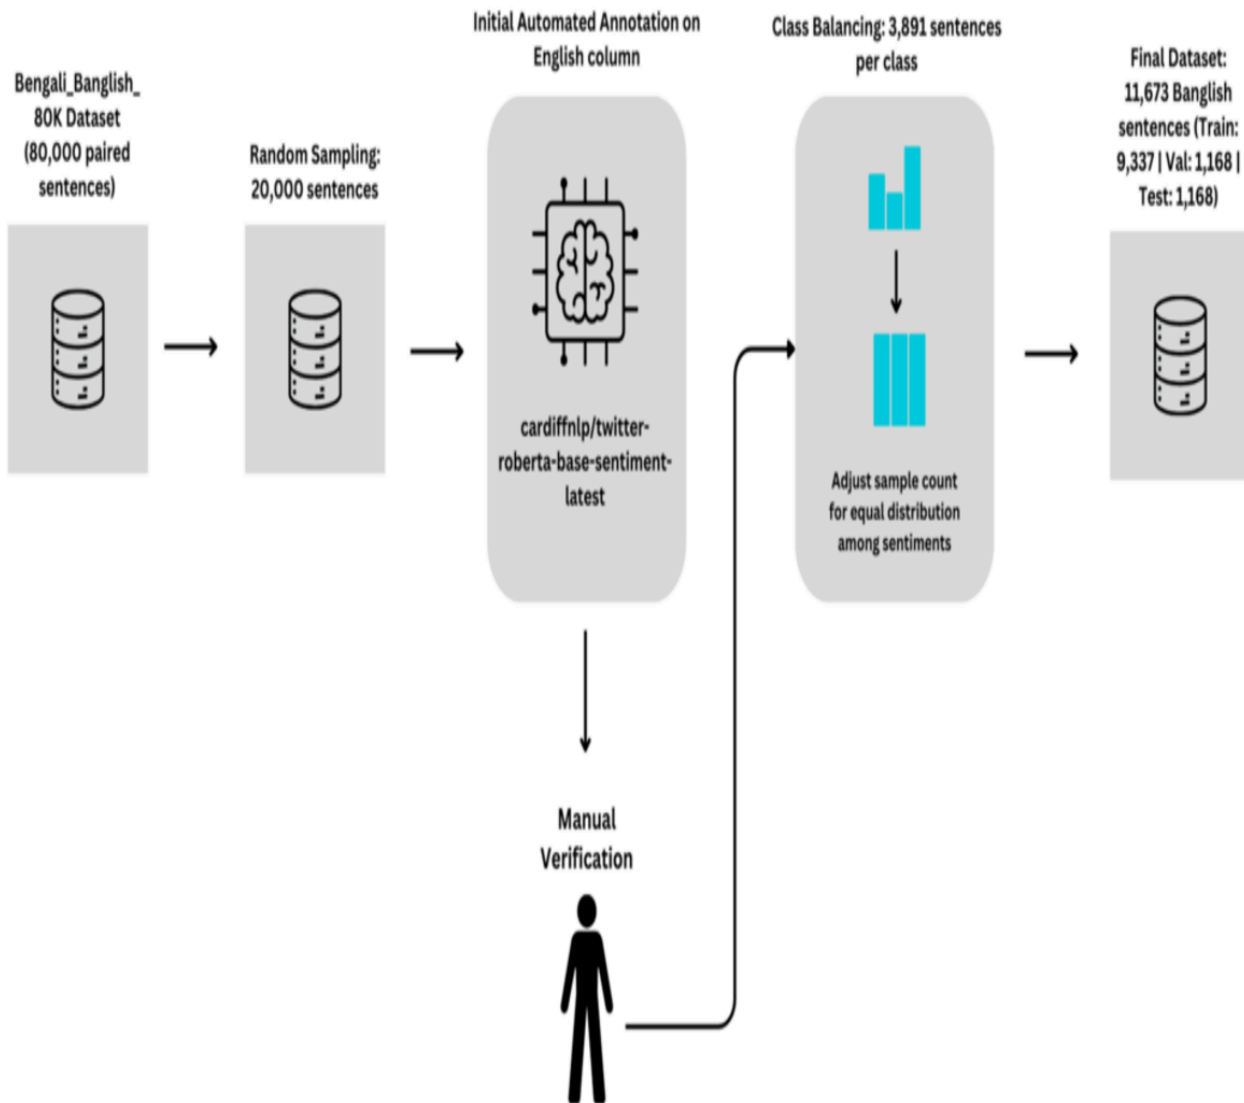 Bengali_Banglish_
80K Dataset
(80,000 paired
sentences)
Random Sampling:
20,000 sentences
Initial Automated Annotation on
English column
cardiffnlp/twitter-
roberta-base-sentiment-
latest
Manual
Verification
Class Balancing: 3,891 sentences
per class
Adjust sample count
for equal distribution
among sentiments
Final Dataset:
11,673 Banglish
sentences (Train:
9,337 | Val: 1,168 |
Test: 1,168)